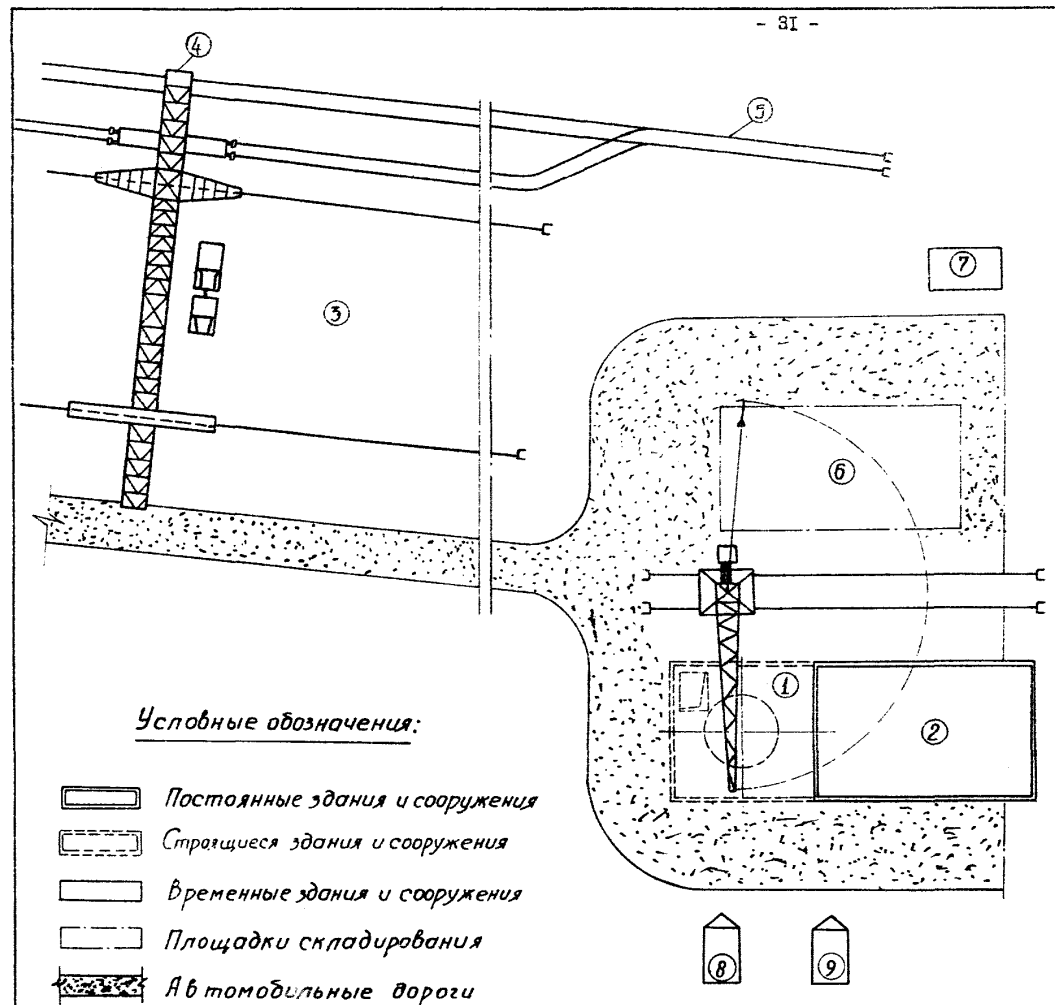 - 31 -
4
5
7
3
6
1
2
Условные обозначения:
Постоянные здания и сооружения
Строящиеся здания и сооружения
Временные здания и сооружения
Площадки складирования
Автомобильные дороги
8
9